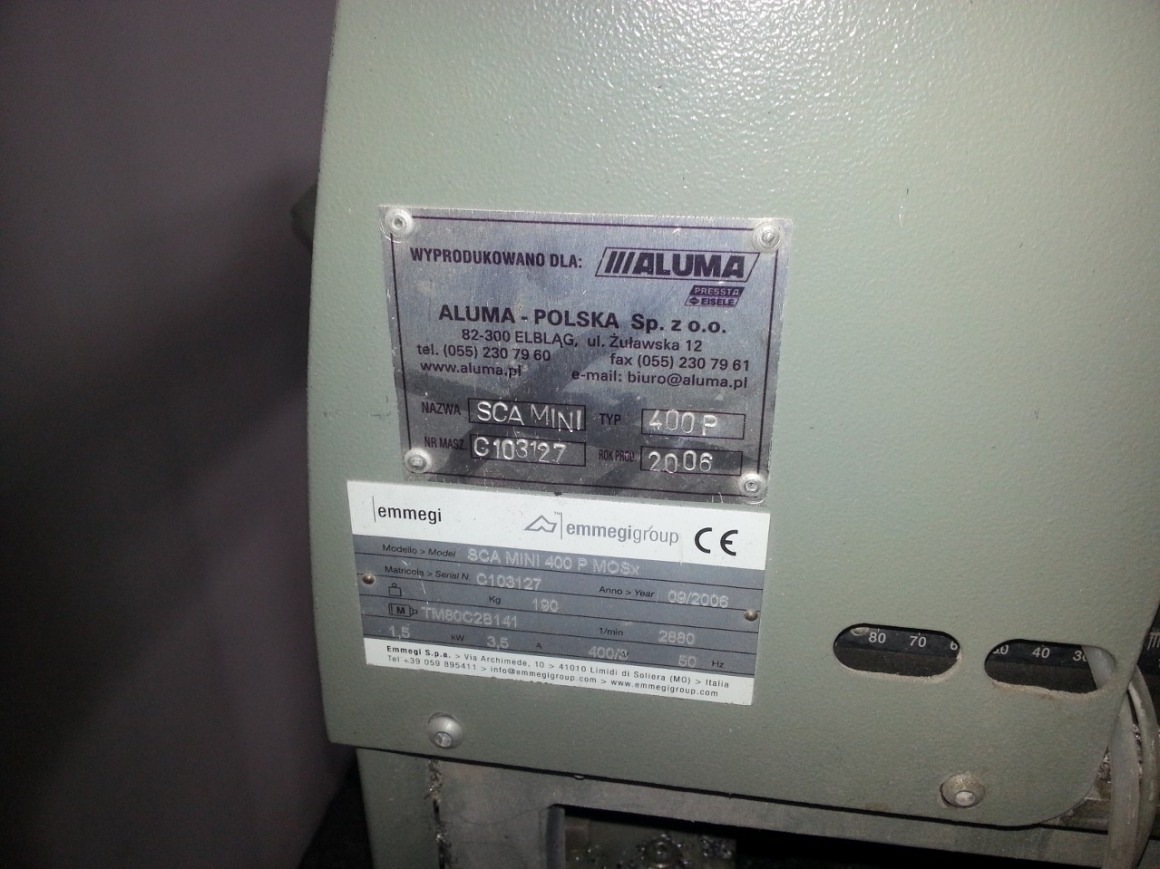 WYPRODUKOWANO DLA: ALUMA
PRESSTA
EISELE
ALUMA - POLSKA Sp. z o.o.
82-300 ELBLĄG, ul. Żuławska 12
tel. (055) 230 79 60 fax (055) 230 79 61
www.aluma.pl e-mail: biuro@aluma.pl
NAZWA SCA MINI TYP 400 P
NR MASZ. C103127 ROK PROD. 2006
emmegi emmegigroup CE
Modello > Model SCA MINI 400 P MOSx
Matricola > Serial N. C103127 Anno > Year 09/2006
Kg 190
M TM80C2B141 1/min 2880
1,5 kW 3,5 A 400/3 50 Hz
Emmegi S.p.a. > Via Archimede, 10 > 41010 Limidi di Soliera (MO) > Italia
Tel +39 059 895411 > info@emmegi.com > www.emmegigroup.com
80 70 40